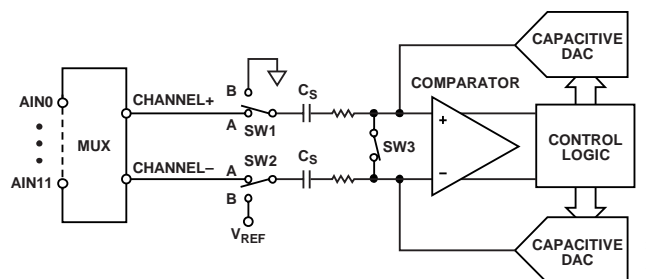 CAPACITIVE
DAC
B
CS
COMPARATOR
AIN0
CHANNEL+
A
SW1
+
MUX
SW3
CONTROL
LOGIC
CHANNEL–
A
SW2
CS
–
AIN11
B
VREF
CAPACITIVE
DAC